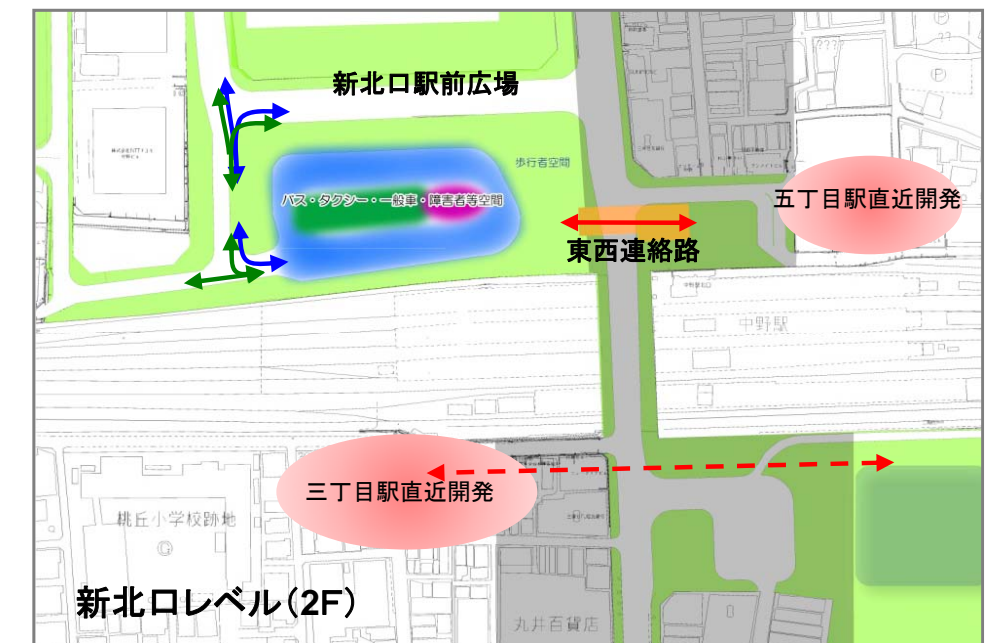 ????
P
新北口駅前広場
歩行者空間
バス・タクシー・一般車・障害者等空間
五丁目駅直近開発
東西連絡路
中野駅
三丁目駅直近開発
桃丘小学校跡地
新北口レベル(2F)
丸井百貨店